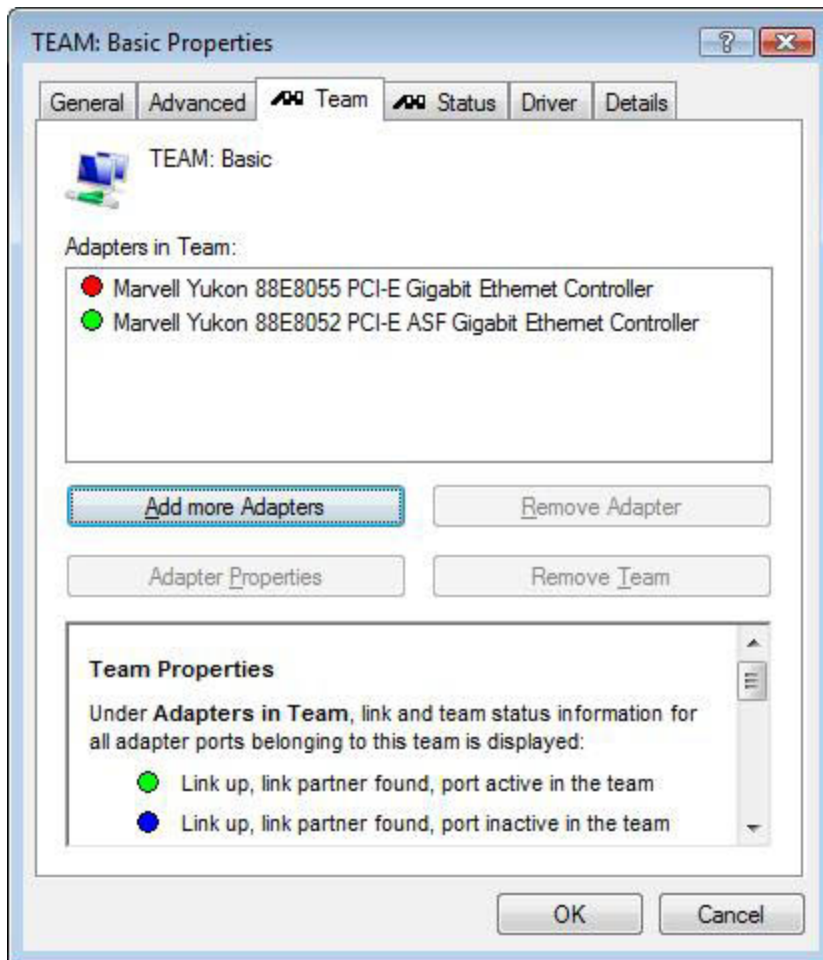 TEAM: Basic Properties
General Advanced Team Status Driver Details
TEAM: Basic
Adapters in Team:
Marvell Yukon 88E8055 PCI-E Gigabit Ethernet Controller
Marvell Yukon 88E8052 PCI-E ASF Gigabit Ethernet Controller
Add more Adapters Remove Adapter
Adapter Properties Remove Team
Team Properties
Under Adapters in Team, link and team status information for
all adapter ports belonging to this team is displayed:
Link up, link partner found, port active in the team
Link up, link partner found, port inactive in the team
OK Cancel